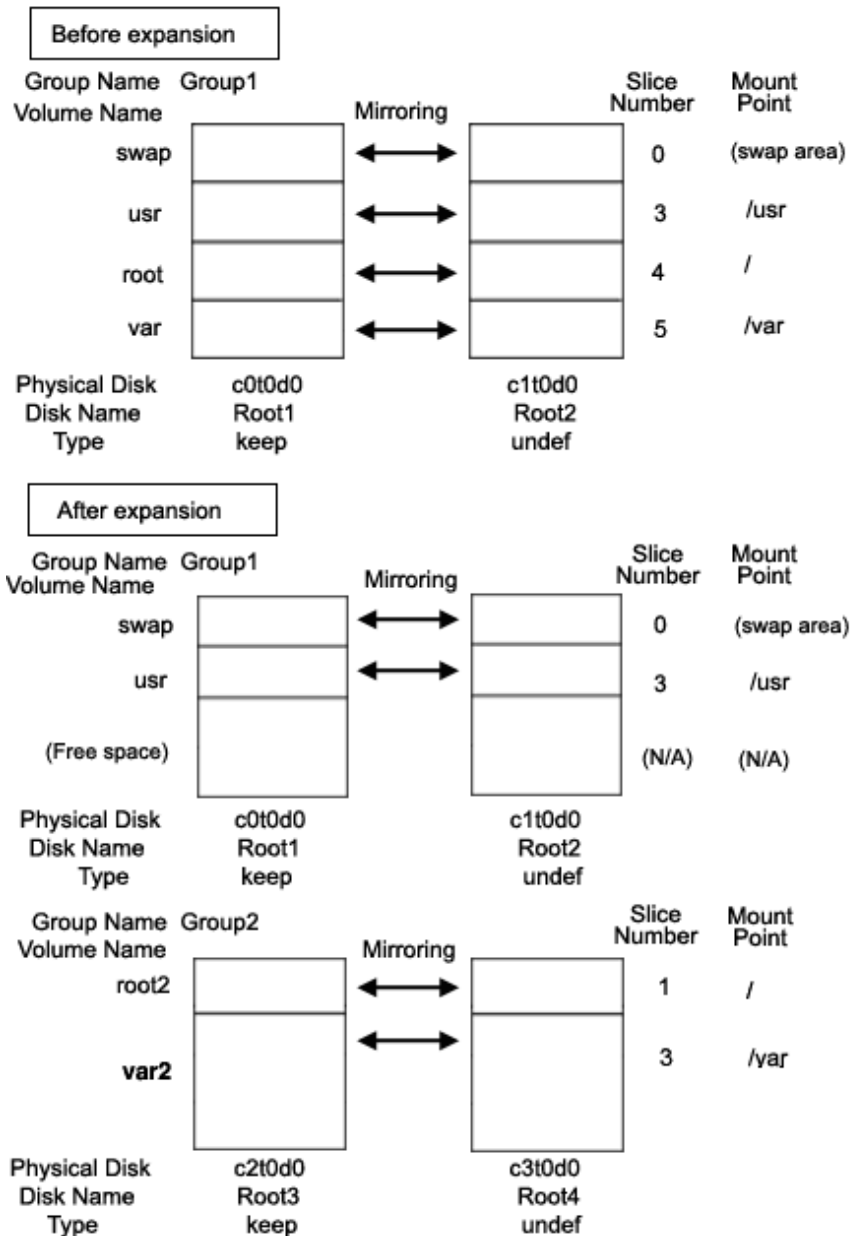 Before expansion
Group Name Group1 Slice Number Mount Point
Volume Name Mirroring
swap 0 (swap area)
usr 3 /usr
root 4 /
var 5 /var
Physical Disk c0t0d0 c1t0d0
Disk Name Root1 Root2
Type keep undef
After expansion
Group Name Group1 Slice Number Mount Point
Volume Name Mirroring
swap 0 (swap area)
usr 3 /usr
(Free space) (N/A) (N/A)
Physical Disk c0t0d0 c1t0d0
Disk Name Root1 Root2
Type keep undef
Group Name Group2 Slice Number Mount Point
Volume Name Mirroring
root2 1 /
var2 3 /var
Physical Disk c2t0d0 c3t0d0
Disk Name Root3 Root4
Type keep undef